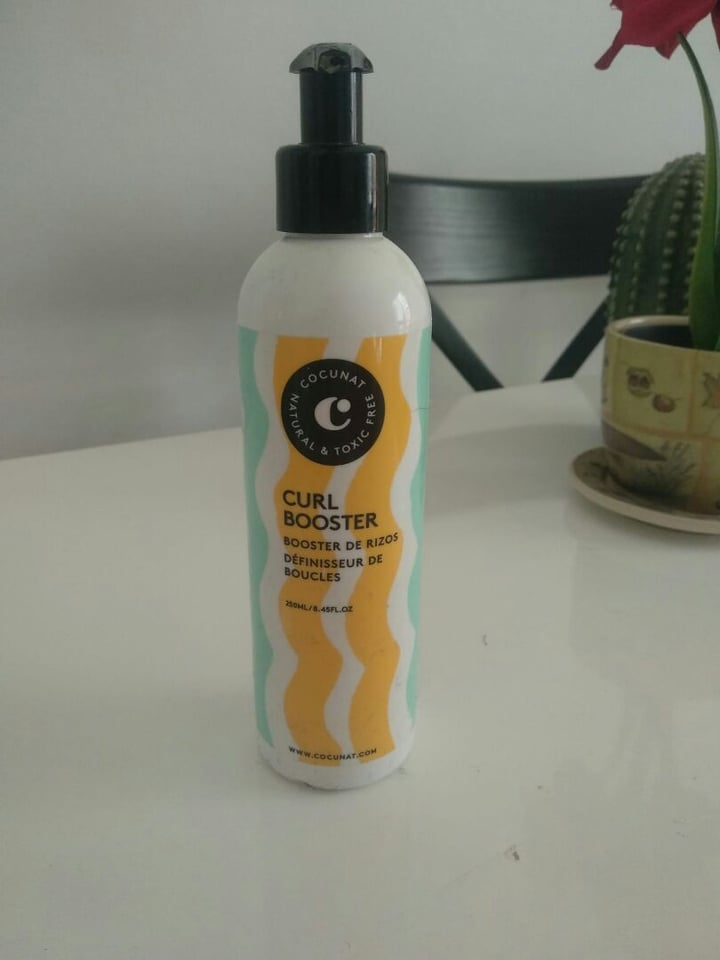 COCUNAT
NATURAL & TOXIC FREE
c
CURL
BOOSTER
BOOSTER DE RIZOS
DÉFINISSEUR DE
BOUCLES
250ML/8.45FL.OZ
WWW.COCUNAT.COM